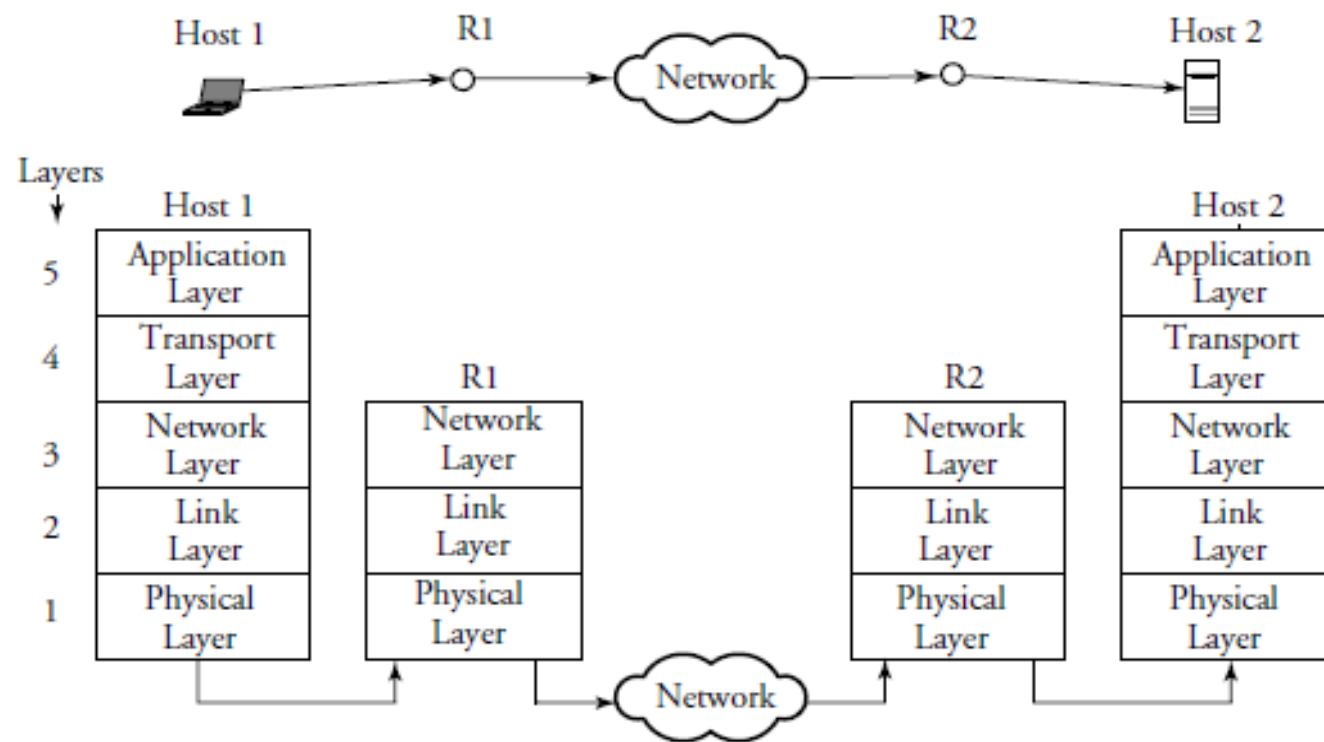 Host 1
R1
Network
R2
Host 2
Layers
Host 1
5
Application
Layer
4
Transport
Layer
3
Network
Layer
2
Link
Layer
1
Physical
Layer
R1
Network
Layer
Link
Layer
Physical
Layer
Network
R2
Network
Layer
Link
Layer
Physical
Layer
Host 2
Application
Layer
Transport
Layer
Network
Layer
Link
Layer
Physical
Layer